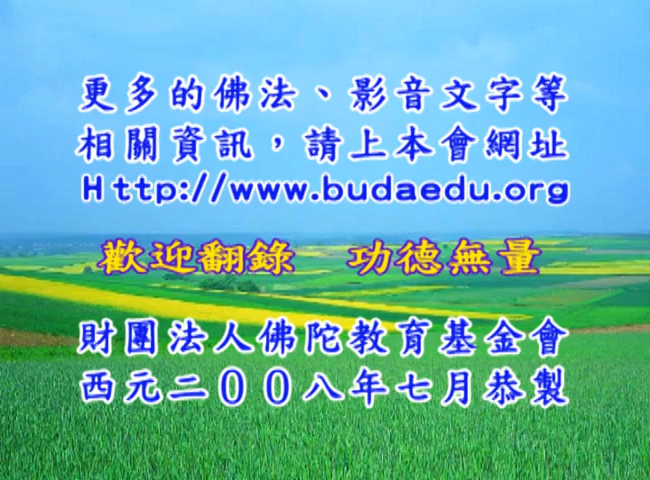 更多的佛法、影音文字等
相關資訊，請上本會網址
Http://www.budaedu.org
歡迎翻錄　功德無量
財團法人佛陀教育基金會
西元二００八年七月恭製